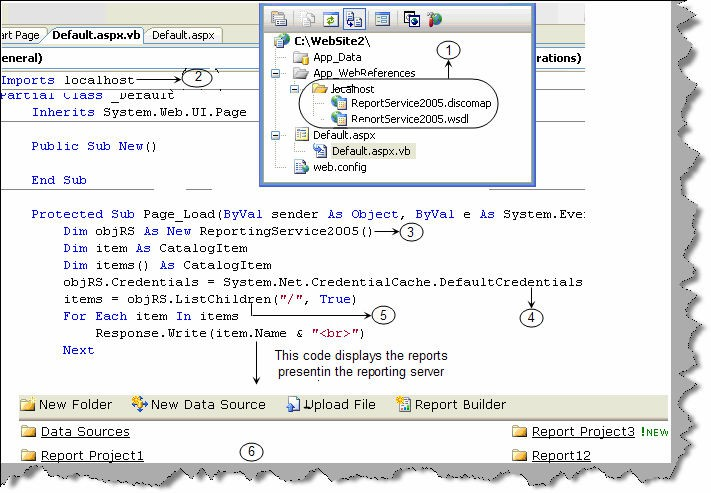 art Page
Default.aspx.vb
Default.aspx
eneral)
rations)
C:\WebSite2\
App_Data
App_WebReferences
localhost
ReportService2005.discomap
ReportService2005.wsdl
Default.aspx
Default.aspx.vb
web.config
1
Imports localhost
2
Partial Class _Default
Inherits System.Web.UI.Page
Public Sub New()
End Sub
Protected Sub Page_Load(ByVal sender As Object, ByVal e As System.Eve
Dim objRS As New ReportingService2005()
3
Dim item As CatalogItem
Dim items() As CatalogItem
objRS.Credentials = System.Net.CredentialCache.DefaultCredentials
4
items = objRS.ListChildren("/", True)
5
For Each item In items
Response.Write(item.Name & "<br>")
Next
This code displays the reports
presentin the reporting server
New Folder New Data Source Upload File Report Builder
Data Sources
Report Project3 !NEW
Report Project1
6
Report12